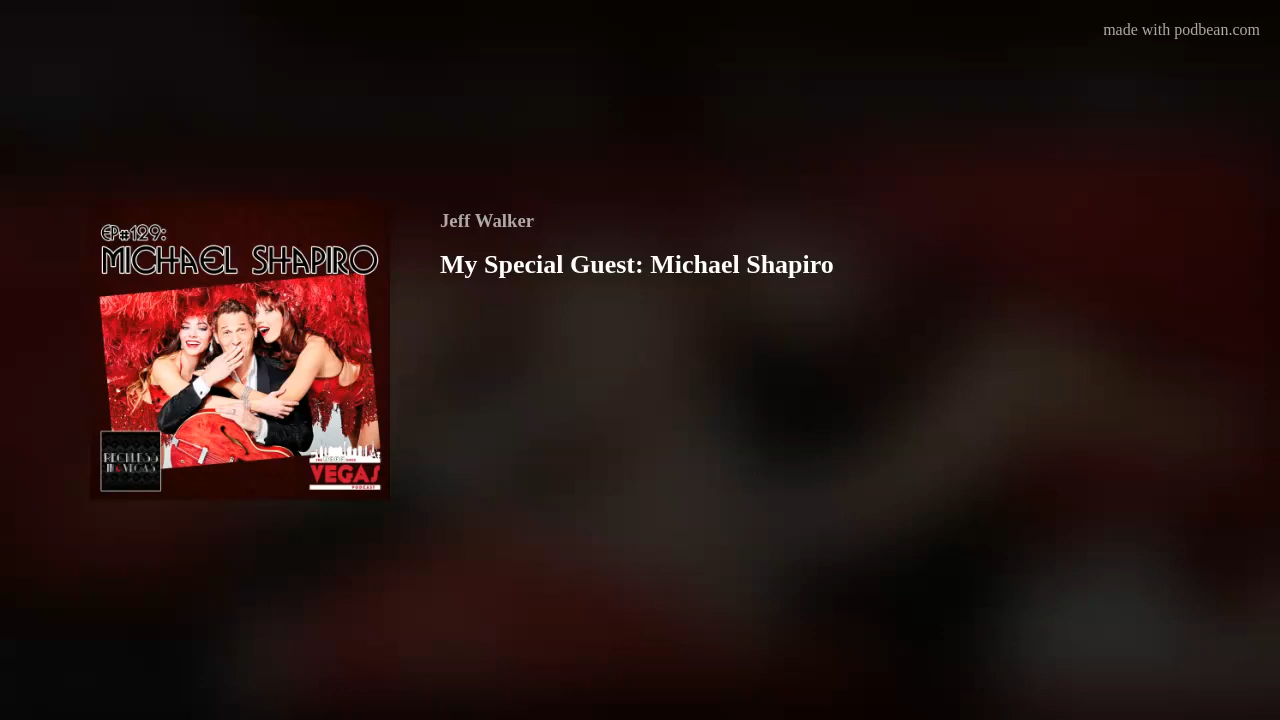 made with podbean.com
Jeff Walker
My Special Guest: Michael Shapiro
EP#129:
MICHAEL SHAPIRO
RECKLESS
IN VEGAS
VEGAS
PODCAST